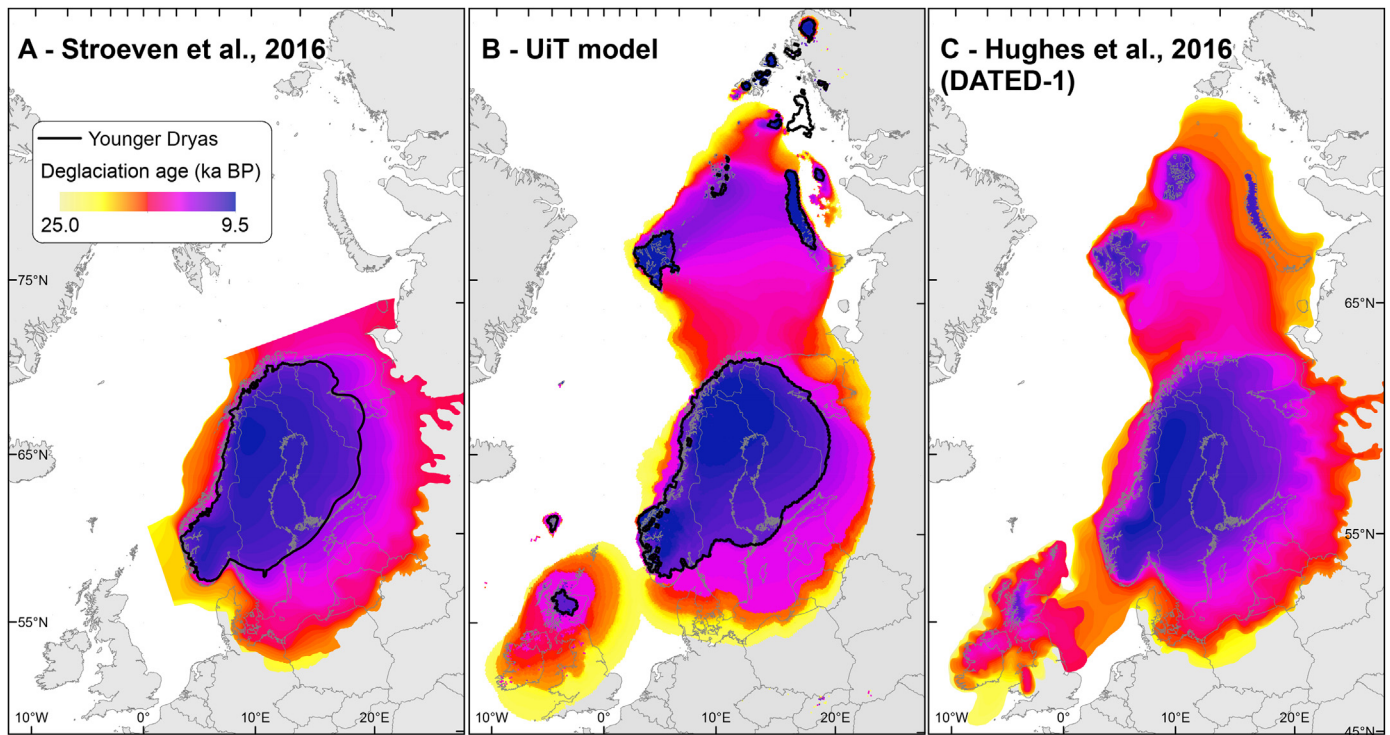 A - Stroeven et al., 2016
Younger Dryas
Deglaciation age (ka BP)
25.0 9.5
75°N
65°N
55°N
10°W 0° 10°E 20°E
B - UiT model
10°W 0° 10°E 20°E
C - Hughes et al., 2016
(DATED-1)
65°N
55°N
45°N
10°W 0° 10°E 20°E